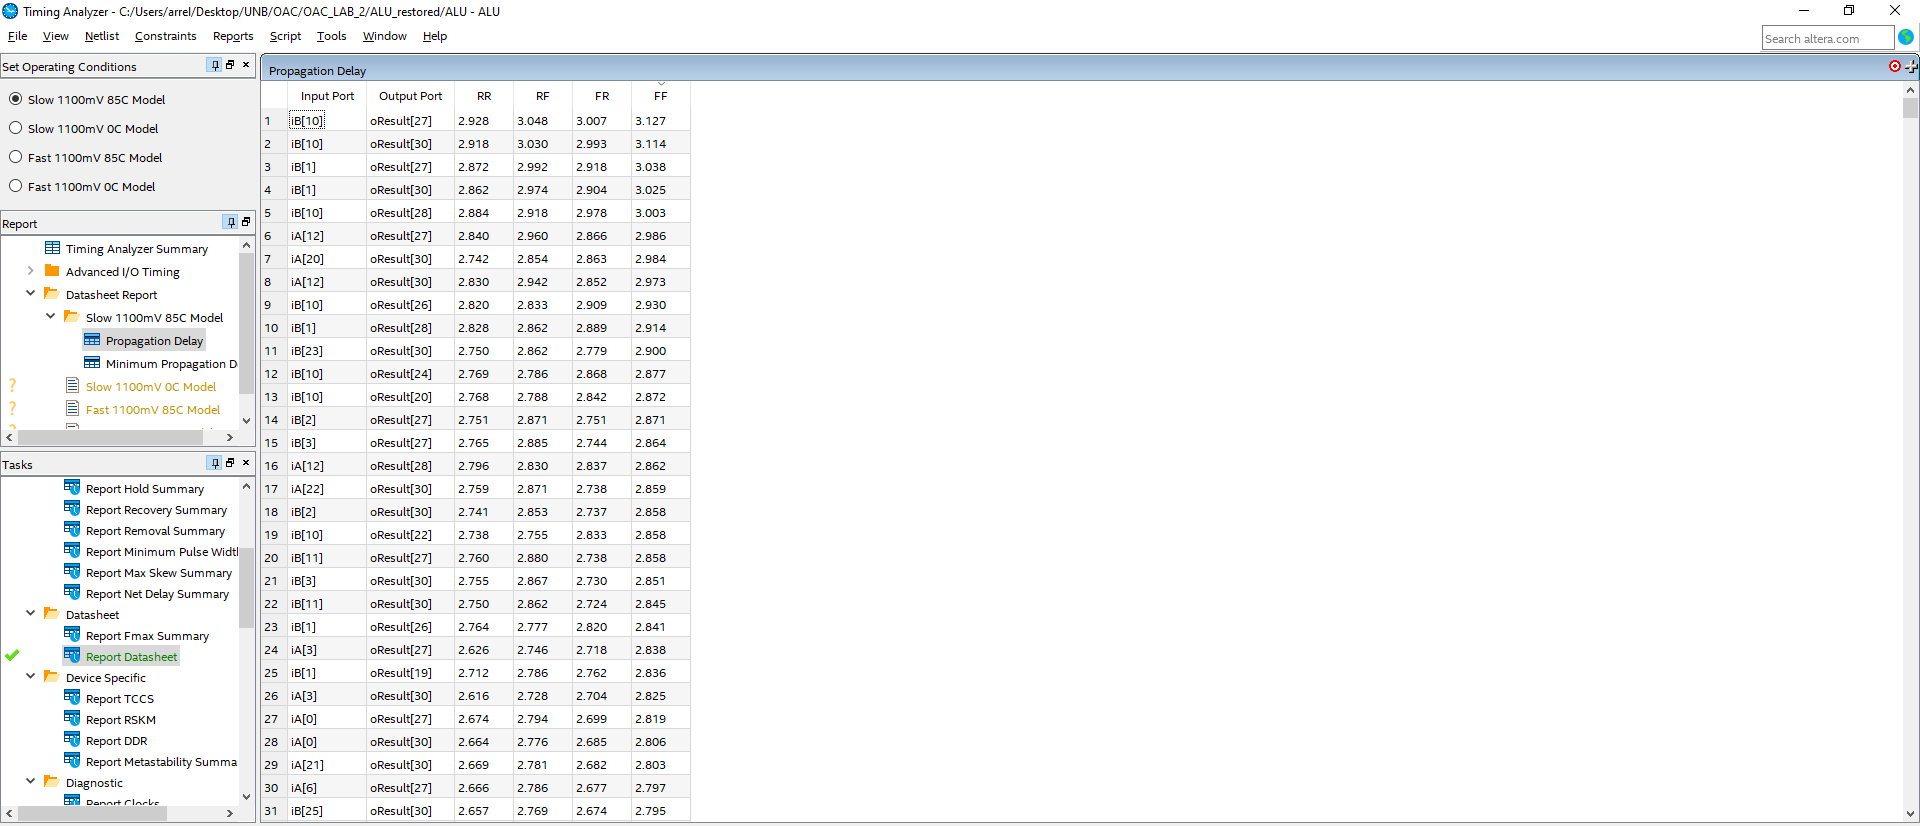 Timing Analyzer - C:/Users/arrel/Desktop/UNB/OAC/OAC_LAB_2/ALU_restored/ALU - ALU
File View Netlist Constraints Reports Script Tools Window Help
Search altera.com
Set Operating Conditions
Slow 1100mV 85C Model
Slow 1100mV 0C Model
Fast 1100mV 85C Model
Fast 1100mV 0C Model
Report
Timing Analyzer Summary
Advanced I/O Timing
Datasheet Report
Slow 1100mV 85C Model
Propagation Delay
Minimum Propagation D
? Slow 1100mV 0C Model
? Fast 1100mV 85C Model
Tasks
Report Hold Summary
Report Recovery Summary
Report Removal Summary
Report Minimum Pulse Widtl
Report Max Skew Summary
Report Net Delay Summary
Datasheet
Report Fmax Summary
Report Datasheet
Device Specific
Report TCCS
Report RSKM
Report DDR
Report Metastability Summa
Diagnostic
Report Clocks
Propagation Delay
Input Port Output Port RR RF FR FF
1 iB[10] oResult[27] 2.928 3.048 3.007 3.127
2 iB[10] oResult[30] 2.918 3.030 2.993 3.114
3 iB[1] oResult[27] 2.872 2.992 2.918 3.038
4 iB[1] oResult[30] 2.862 2.974 2.904 3.025
5 iB[10] oResult[28] 2.884 2.918 2.978 3.003
6 iA[12] oResult[27] 2.840 2.960 2.866 2.986
7 iA[20] oResult[30] 2.742 2.854 2.863 2.984
8 iA[12] oResult[30] 2.830 2.942 2.852 2.973
9 iB[10] oResult[26] 2.820 2.833 2.909 2.930
10 iB[1] oResult[28] 2.828 2.862 2.889 2.914
11 iB[23] oResult[30] 2.750 2.862 2.779 2.900
12 iB[10] oResult[24] 2.769 2.786 2.868 2.877
13 iB[10] oResult[20] 2.768 2.788 2.842 2.872
14 iB[2] oResult[27] 2.751 2.871 2.751 2.871
15 iB[3] oResult[27] 2.765 2.885 2.744 2.864
16 iA[12] oResult[28] 2.796 2.830 2.837 2.862
17 iA[22] oResult[30] 2.759 2.871 2.738 2.859
18 iB[2] oResult[30] 2.741 2.853 2.737 2.858
19 iB[10] oResult[22] 2.738 2.755 2.833 2.858
20 iB[11] oResult[27] 2.760 2.880 2.738 2.858
21 iB[3] oResult[30] 2.755 2.867 2.730 2.851
22 iB[11] oResult[30] 2.750 2.862 2.724 2.845
23 iB[1] oResult[26] 2.764 2.777 2.820 2.841
24 iA[3] oResult[27] 2.626 2.746 2.718 2.838
25 iB[1] oResult[19] 2.712 2.786 2.762 2.836
26 iA[3] oResult[30] 2.616 2.728 2.704 2.825
27 iA[0] oResult[27] 2.674 2.794 2.699 2.819
28 iA[0] oResult[30] 2.664 2.776 2.685 2.806
29 iA[21] oResult[30] 2.669 2.781 2.682 2.803
30 iA[6] oResult[27] 2.666 2.786 2.677 2.797
31 iB[25] oResult[30] 2.657 2.769 2.674 2.795